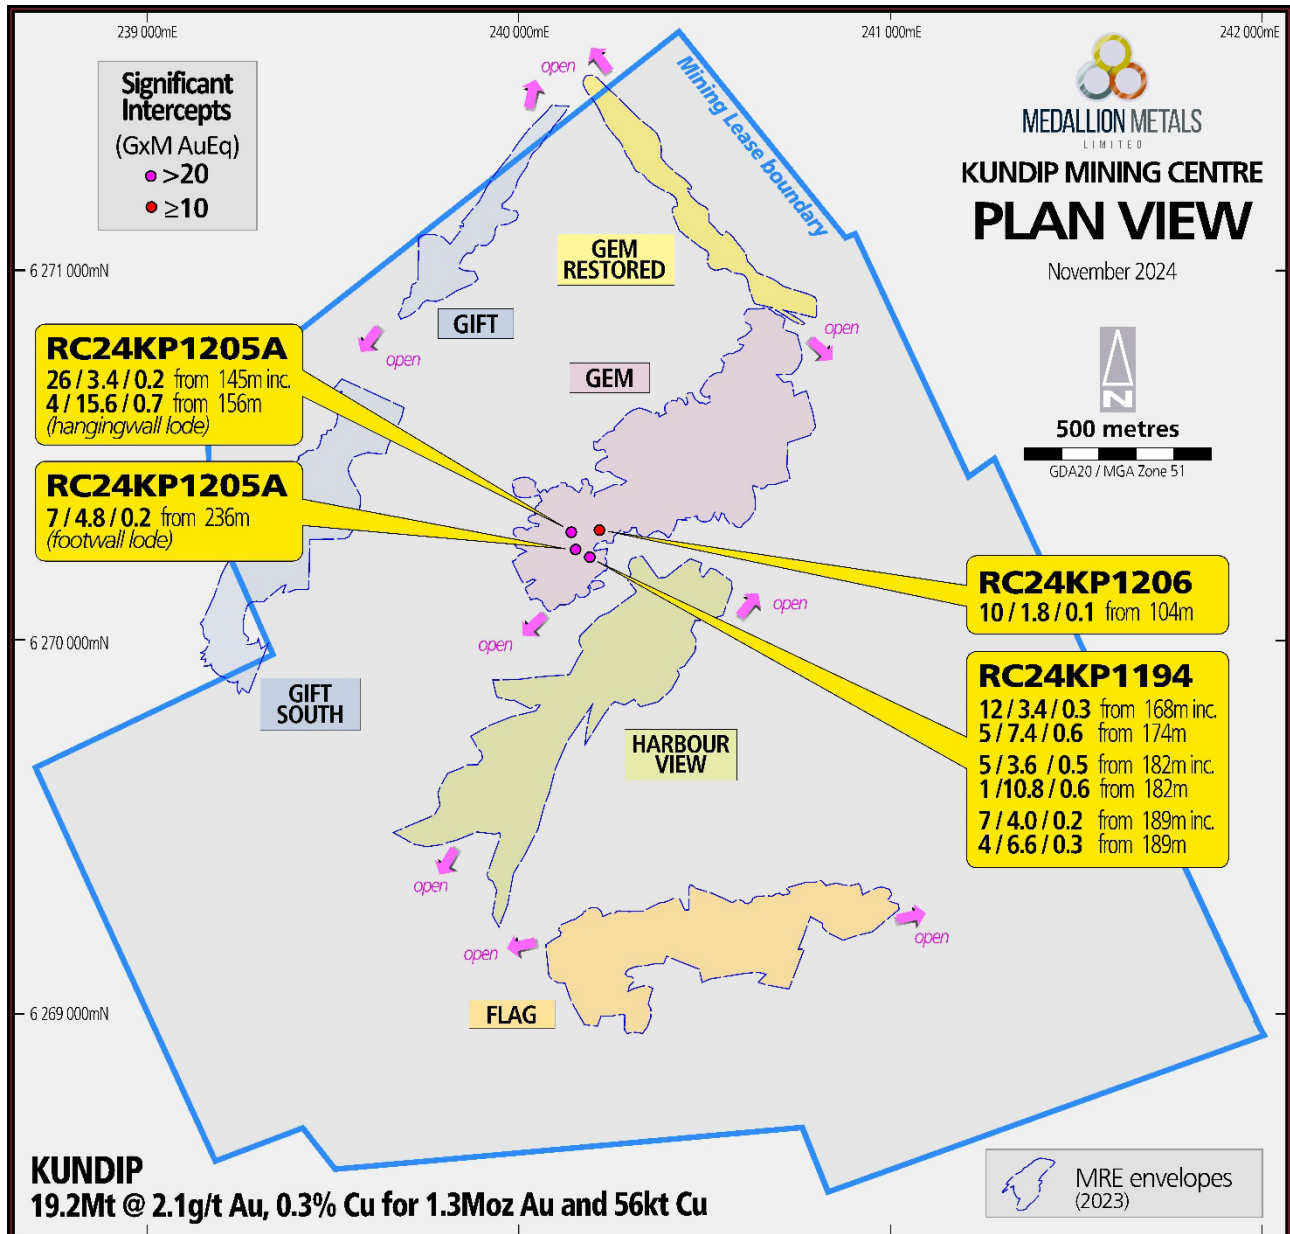 239 000mE
240 000mE
241 000mE
242 000mE
Significant
Intercepts
(GxM AuEq)
>20
≥10
open
open
Mining Lease boundary
MEDALLION METALS
LIMITED
KUNDIP MINING CENTRE
PLAN VIEW
November 2024
6 271 000mN
GEM
RESTORED
GIFT
open
open
GEM
N
500 metres
GDA20 / MGA Zone 51
RC24KP1205A
26 / 3.4 / 0.2 from 145m inc.
4 / 15.6 / 0.7 from 156m
(hangingwall lode)
RC24KP1205A
7 / 4.8 / 0.2 from 236m
(footwall lode)
RC24KP1206
10 / 1.8 / 0.1 from 104m
open
open
6 270 000mN
RC24KP1194
12 / 3.4 / 0.3 from 168m inc.
5 / 7.4 / 0.6 from 174m
5 / 3.6 / 0.5 from 182m inc.
1 /10.8 / 0.6 from 182m
7 / 4.0 / 0.2 from 189m inc.
4 / 6.6 / 0.3 from 189m
GIFT
SOUTH
HARBOUR
VIEW
open
open
open
6 269 000mN
FLAG
KUNDIP
19.2Mt @ 2.1g/t Au, 0.3% Cu for 1.3Moz Au and 56kt Cu
MRE envelopes
(2023)